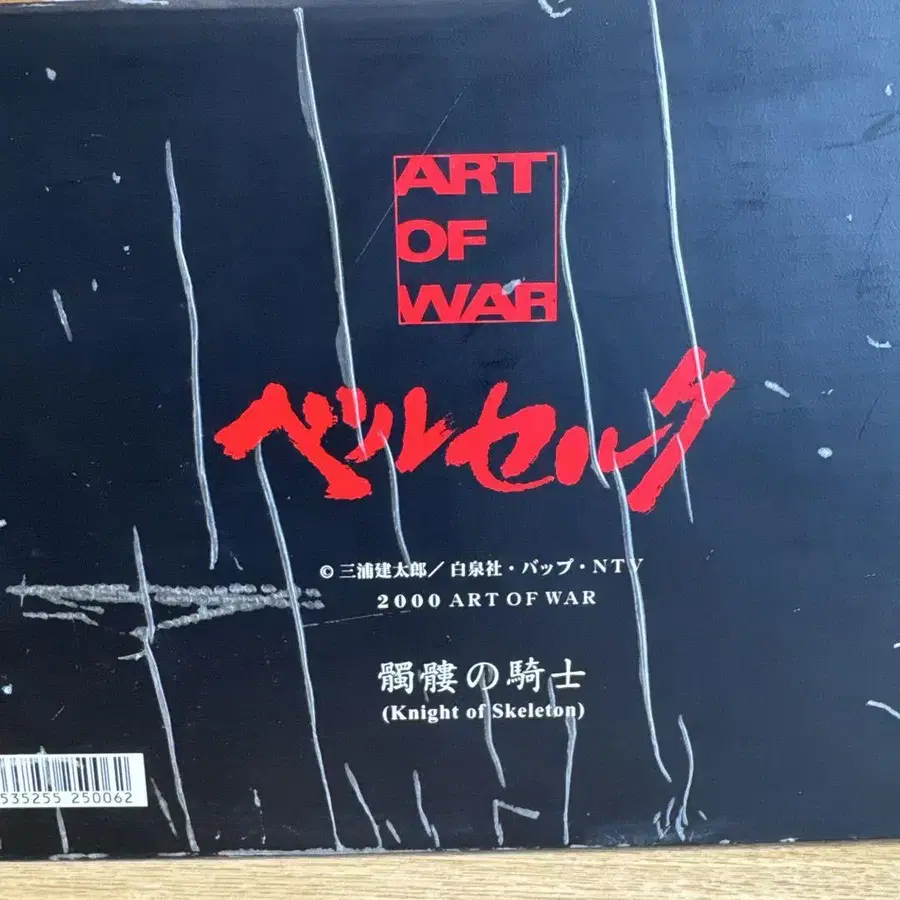 ART
OF
WAR
ベルセルク
© 三浦建太郎／白泉社・バップ・NTV
2000 ART OF WAR
髑髏の騎士
(Knight of Skeleton)
535255 250062